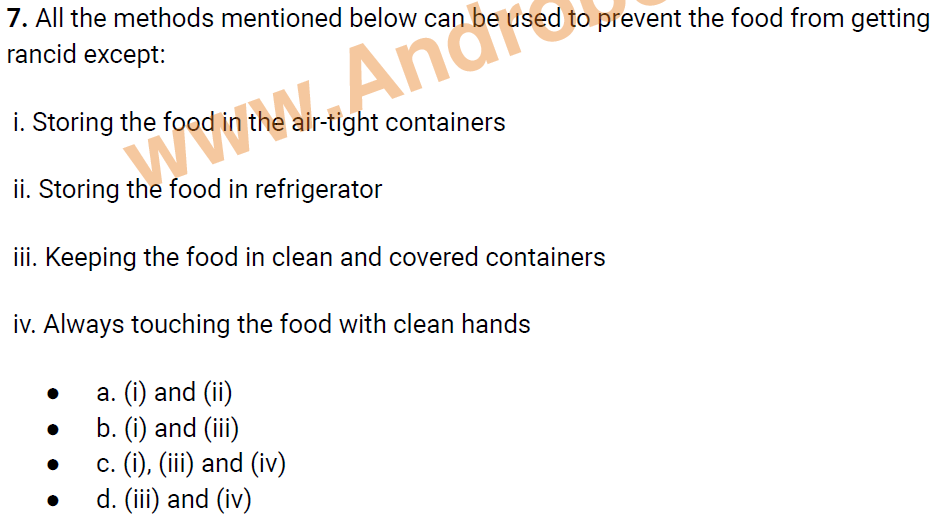 7. All the methods mentioned below can be used to prevent the food from getting
rancid except:
i. Storing the food in the air-tight containers
ii. Storing the food in refrigerator
iii. Keeping the food in clean and covered containers
iv. Always touching the food with clean hands
• a. (i) and (ii)
• b. (i) and (iii)
• c. (i), (iii) and (iv)
• d. (iii) and (iv)